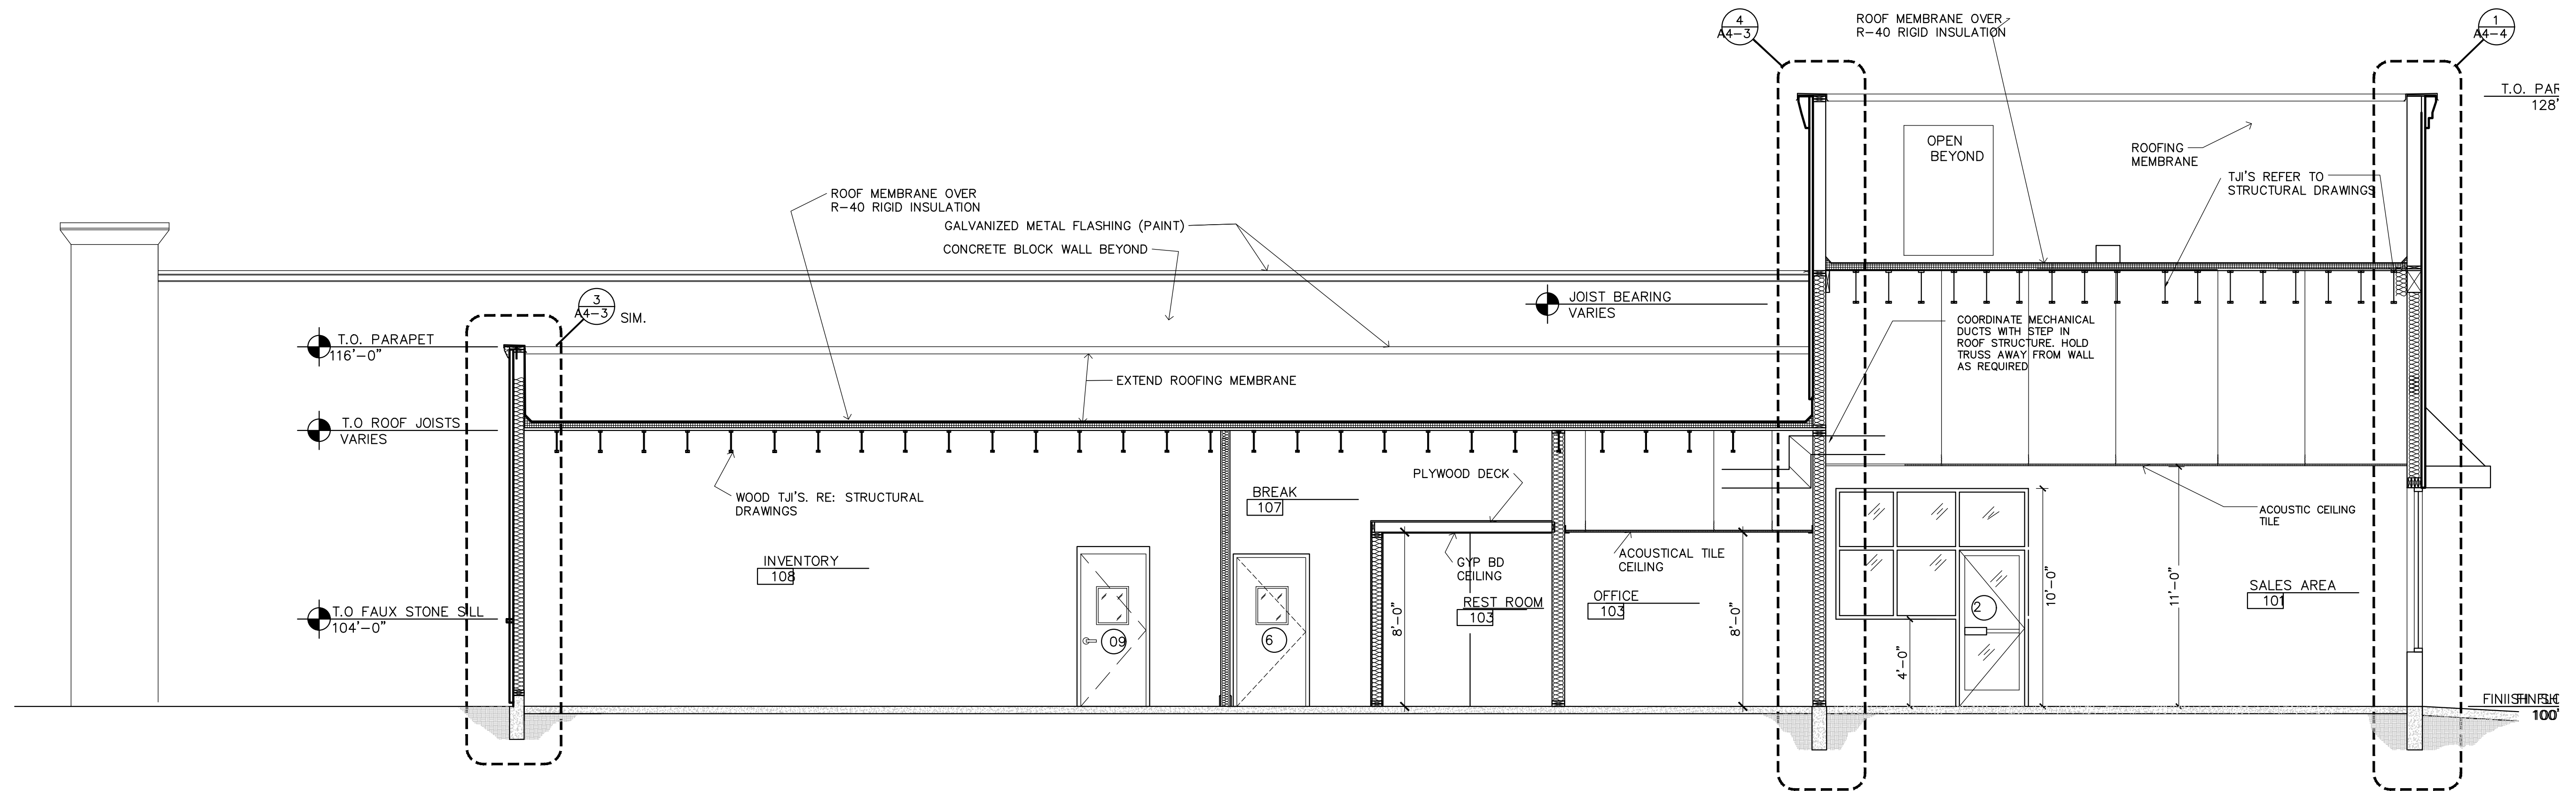 4
A4-3
ROOF MEMBRANE OVER
R-40 RIGID INSULATION
1
A4-4
T.O. PAR
128'
OPEN
BEYOND
ROOFING
MEMBRANE
TJI'S REFER TO
STRUCTURAL DRAWINGS
ROOF MEMBRANE OVER
R-40 RIGID INSULATION
GALVANIZED METAL FLASHING (PAINT)
CONCRETE BLOCK WALL BEYOND
3
A4-3
SIM.
JOIST BEARING
VARIES
T.O. PARAPET
116'-0"
COORDINATE MECHANICAL
DUCTS WITH STEP IN
ROOF STRUCTURE. HOLD
TRUSS AWAY FROM WALL
AS REQUIRED
EXTEND ROOFING MEMBRANE
T.O ROOF JOISTS
VARIES
PLYWOOD DECK
WOOD TJI'S. RE: STRUCTURAL
DRAWINGS
BREAK
107
ACOUSTIC CEILING
TILE
INVENTORY
108
GYP BD
CEILING
ACOUSTICAL TILE
CEILING
REST ROOM
103
OFFICE
103
SALES AREA
101
8'-0"
8'-0"
4'-0"
10'-0"
11'-0"
T.O FAUX STONE SILL
104'-0"
09
6
2
100'